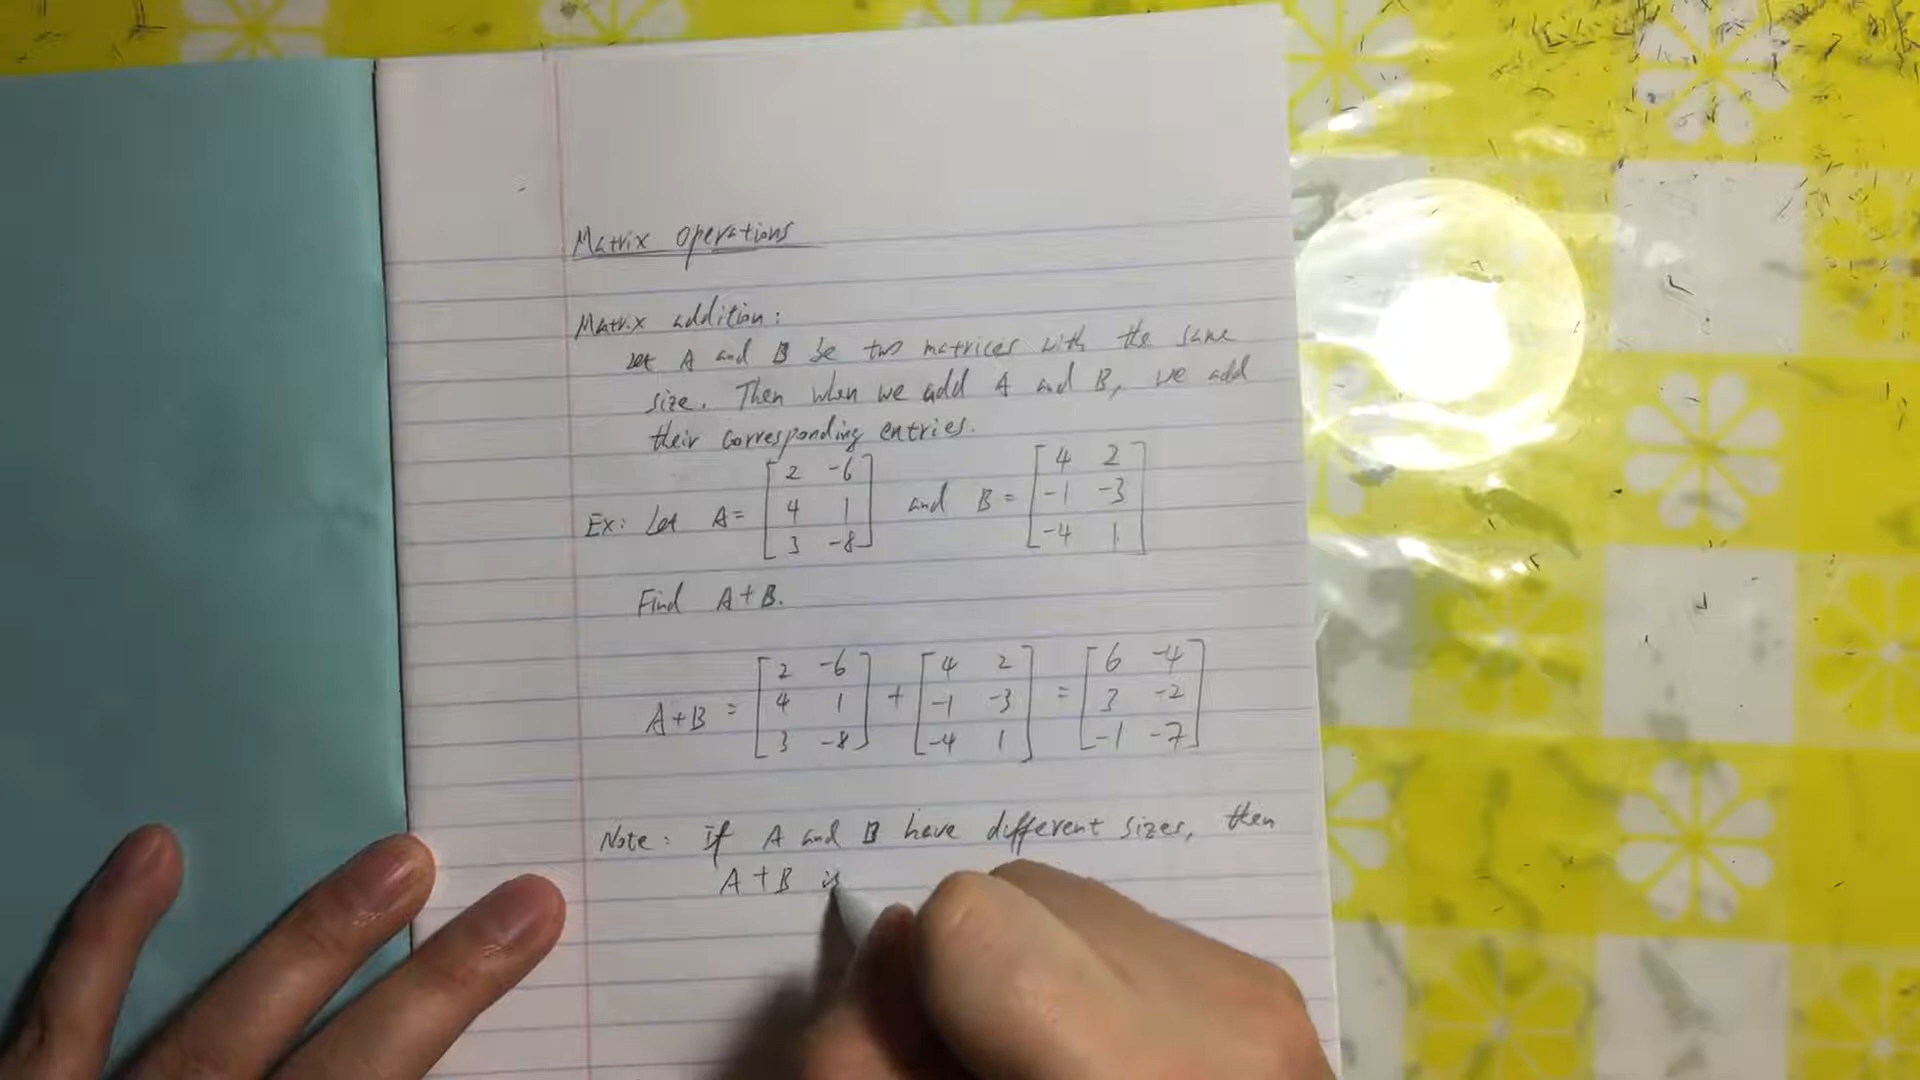 Matrix Operations
Matrix addition:
Let A and B be two matrices with the same
size. Then when we add A and B, we add
their corresponding entries.
Ex: Let A = [2 -6 4 1 3 -8] and B = [4 2 -1 -3 -4 1]
Find A+B.
A+B = [2 -6 4 1 3 -8] + [4 2 -1 -3 -4 1] = [6 -4 3 -2 -1 -7]
Note: If A and B have different sizes, then
A+B is